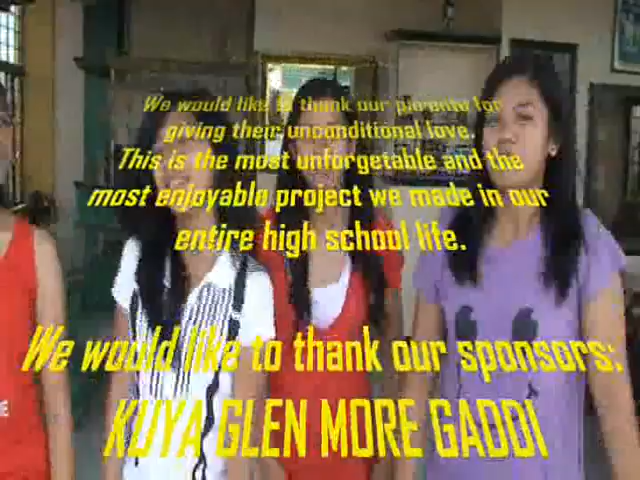 We would like to thank our parents for
giving their unconditional love.
This is the most unforgetable and the
most enjoyable project we made in our
entire high school life.
We would like to thank our sponsors:
KUYA GLEN MORE GADDI